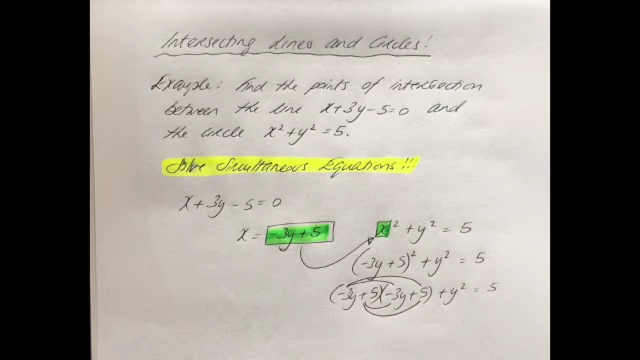 Intersecting Lines and Circles!
Example: Find the points of intersection
between the line x+3y-5=0 and
the circle x²+y²=5.
Solve Simultaneous Equations!!!
x+3y-5=0
x = -3y+5
x² + y² = 5
(-3y+5)² + y² = 5
(-3y+5)(-3y+5) + y² = 5